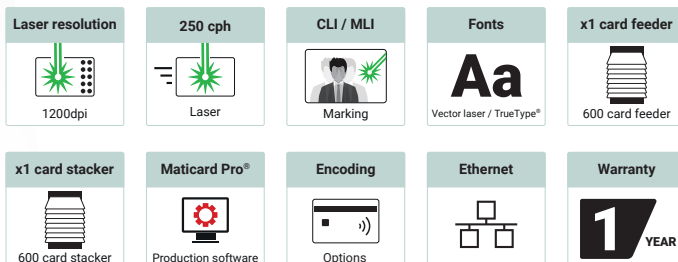 Laser resolution
1200dpi
250 cph
Laser
CLI / MLI
Marking
Fonts
Aa
Vector laser / TrueType®
x1 card feeder
600 card feeder
x1 card stacker
600 card stacker
Maticard Pro®
Production software
Encoding
Options
Ethernet
Warranty
1 YEAR